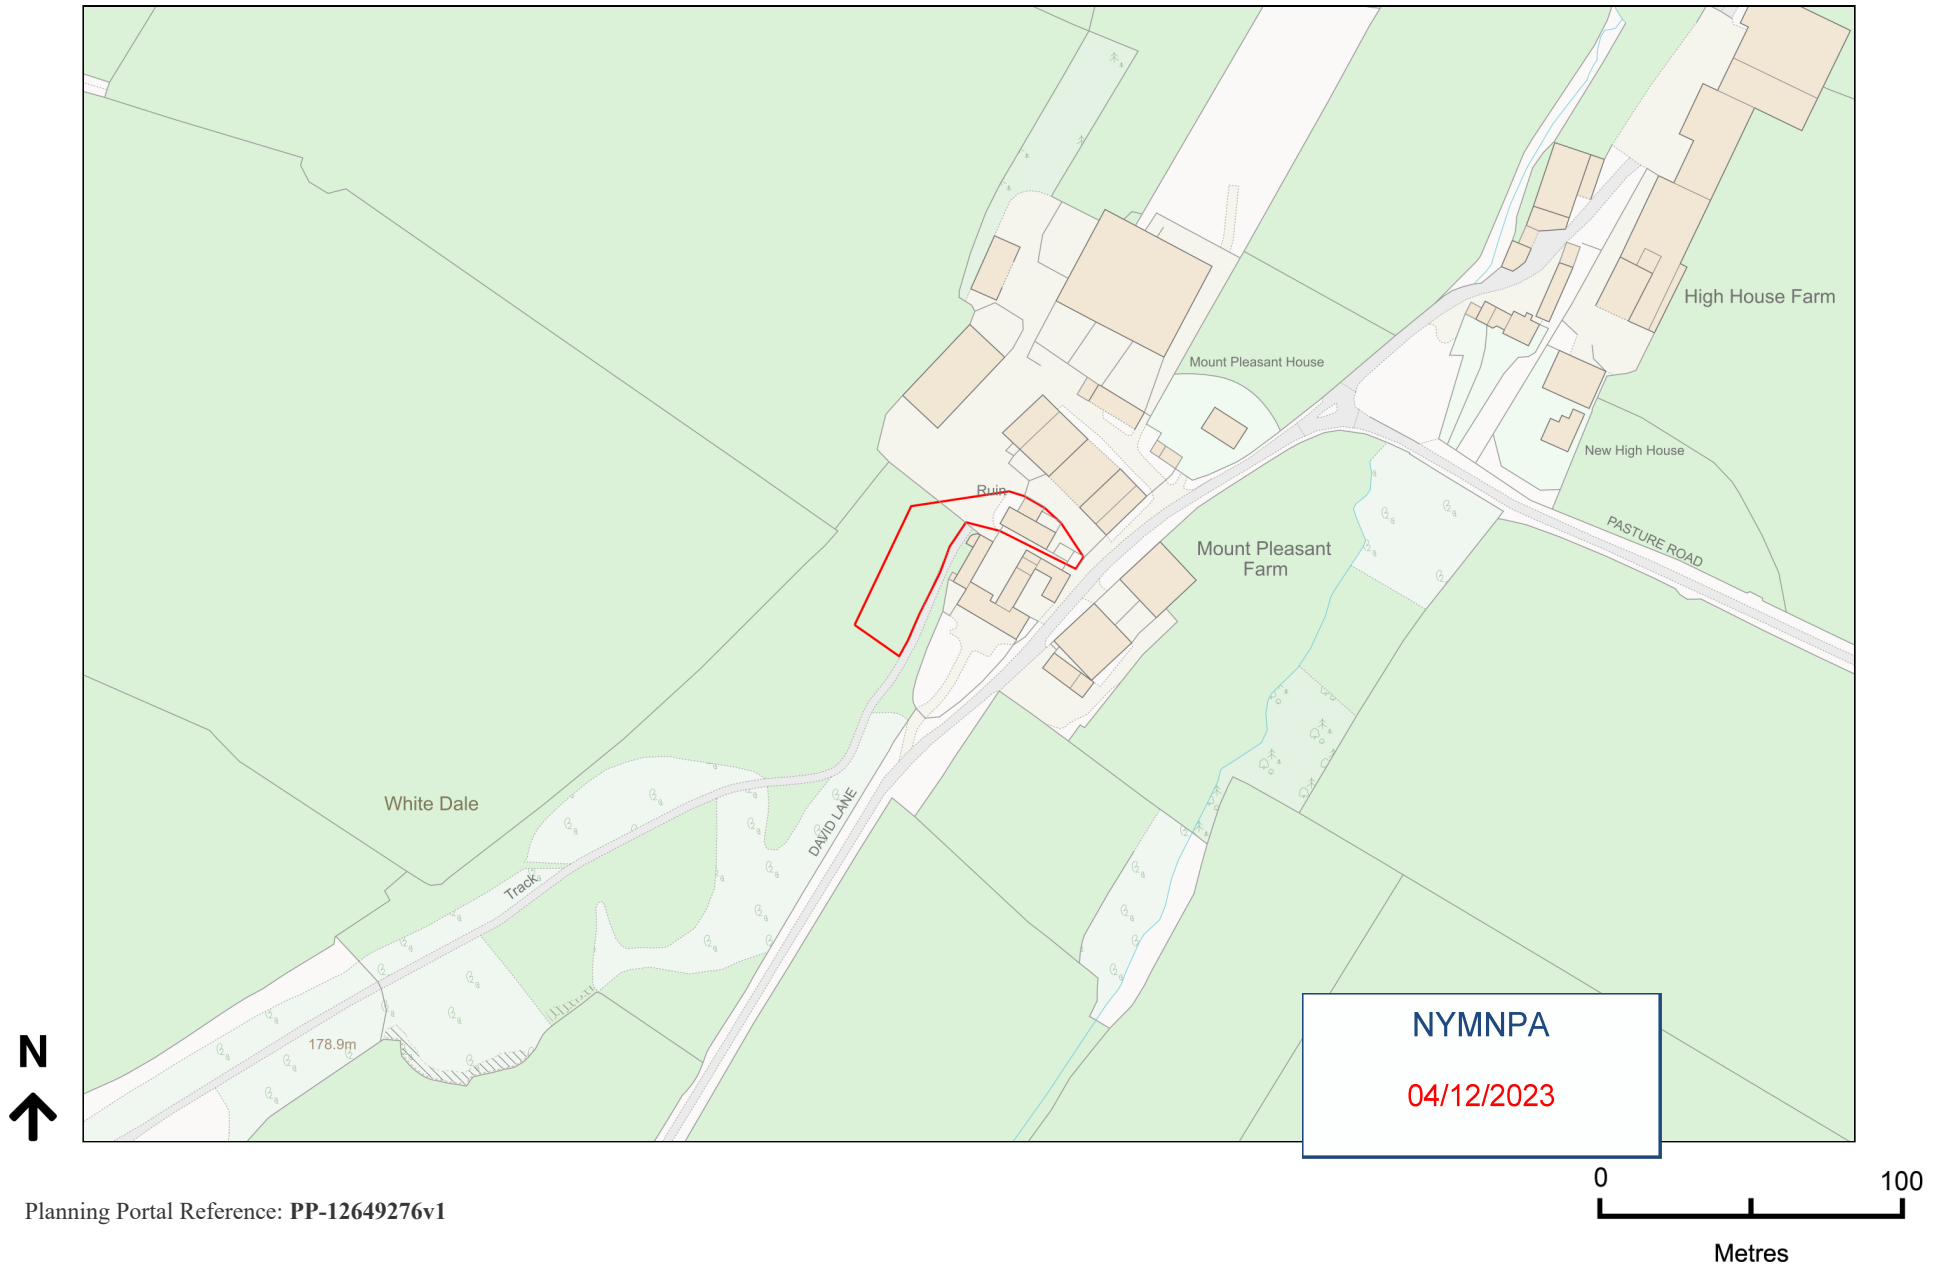 High House Farm
Mount Pleasant House
New High House
Ruin
PASTURE ROAD
Mount Pleasant
Farm
White Dale
DAVID LANE
Track
178.9m
N
NYMNPA
04/12/2023
0
100
Metres
Planning Portal Reference: PP-12649276v1